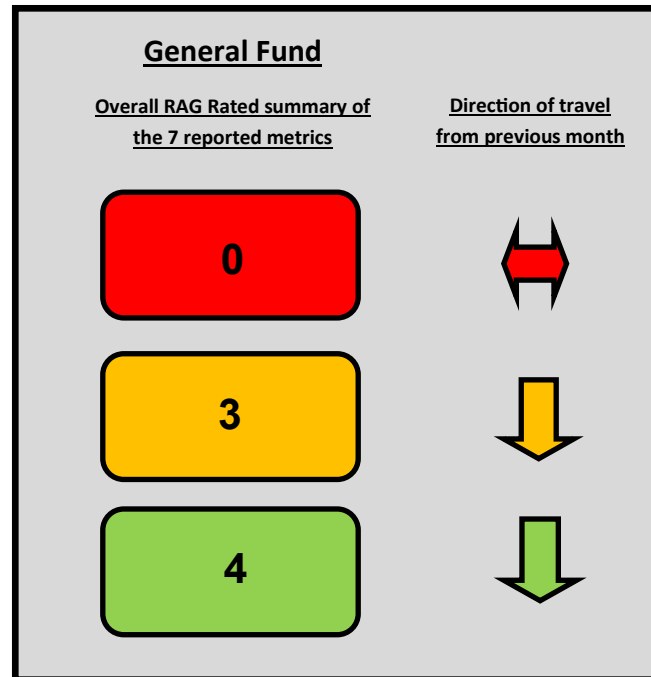 General Fund
Overall RAG Rated summary of
the 7 reported metrics
Direction of travel
from previous month
0
3
4